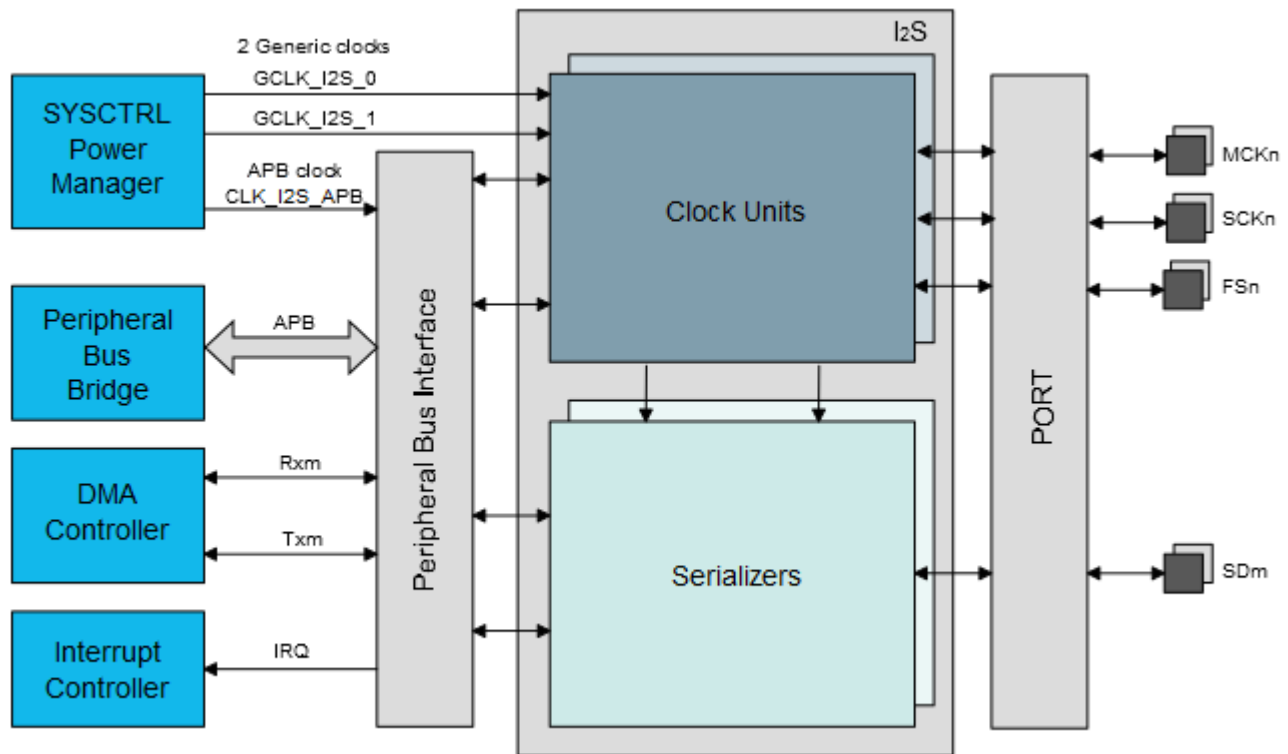 I2S
2 Generic clocks
GCLK_I2S_0
GCLK_I2S_1
SYSCTRL
Power
Manager
APB clock
CLK_I2S_APB
Peripheral
Bus
Bridge
APB
DMA
Controller
Rxm
Txm
Interrupt
Controller
IRQ
Peripheral Bus Interface
Clock Units
Serializers
PORT
MCKn
SCKn
FSn
SDm